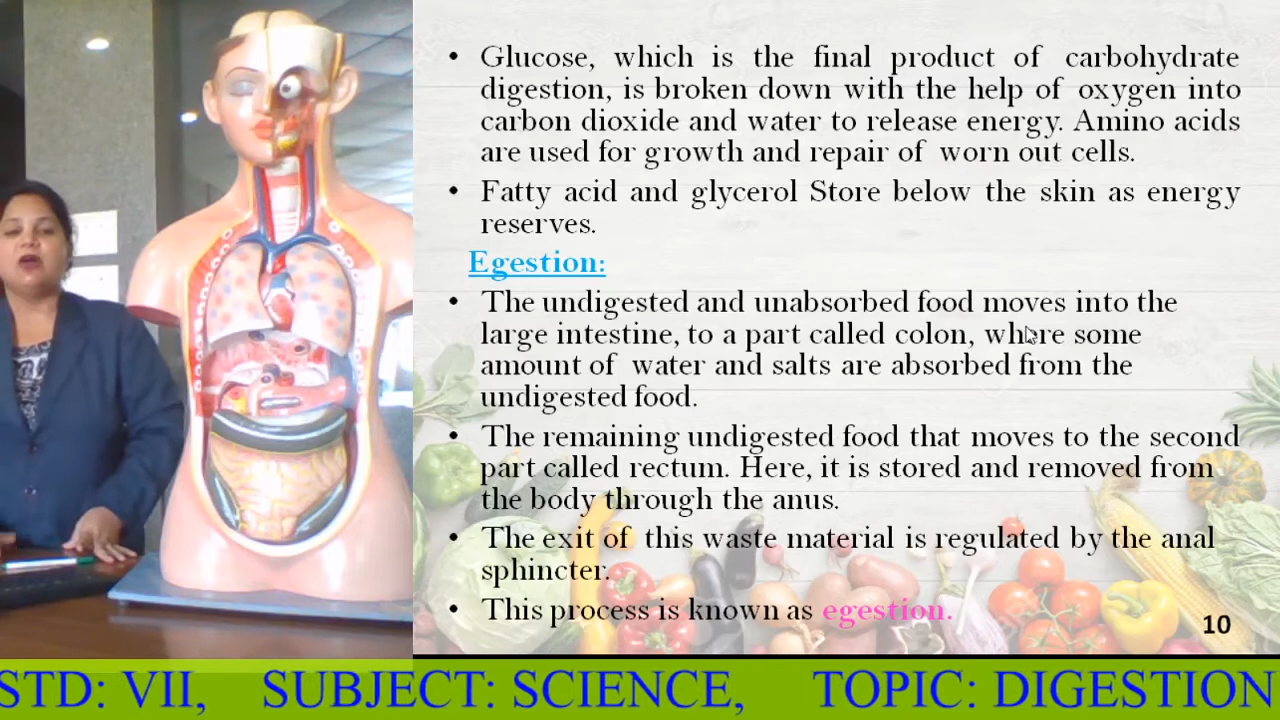 • Glucose, which is the final product of carbohydrate
digestion, is broken down with the help of oxygen into
carbon dioxide and water to release energy. Amino acids
are used for growth and repair of worn out cells.
• Fatty acid and glycerol Store below the skin as energy
reserves.
Egestion:
• The undigested and unabsorbed food moves into the
large intestine, to a part called colon, where some
amount of water and salts are absorbed from the
undigested food.
• The remaining undigested food that moves to the second
part called rectum. Here, it is stored and removed from
the body through the anus.
• The exit of this waste material is regulated by the anal
sphincter.
• This process is known as egestion.
10
STD: VII, SUBJECT: SCIENCE, TOPIC: DIGESTION